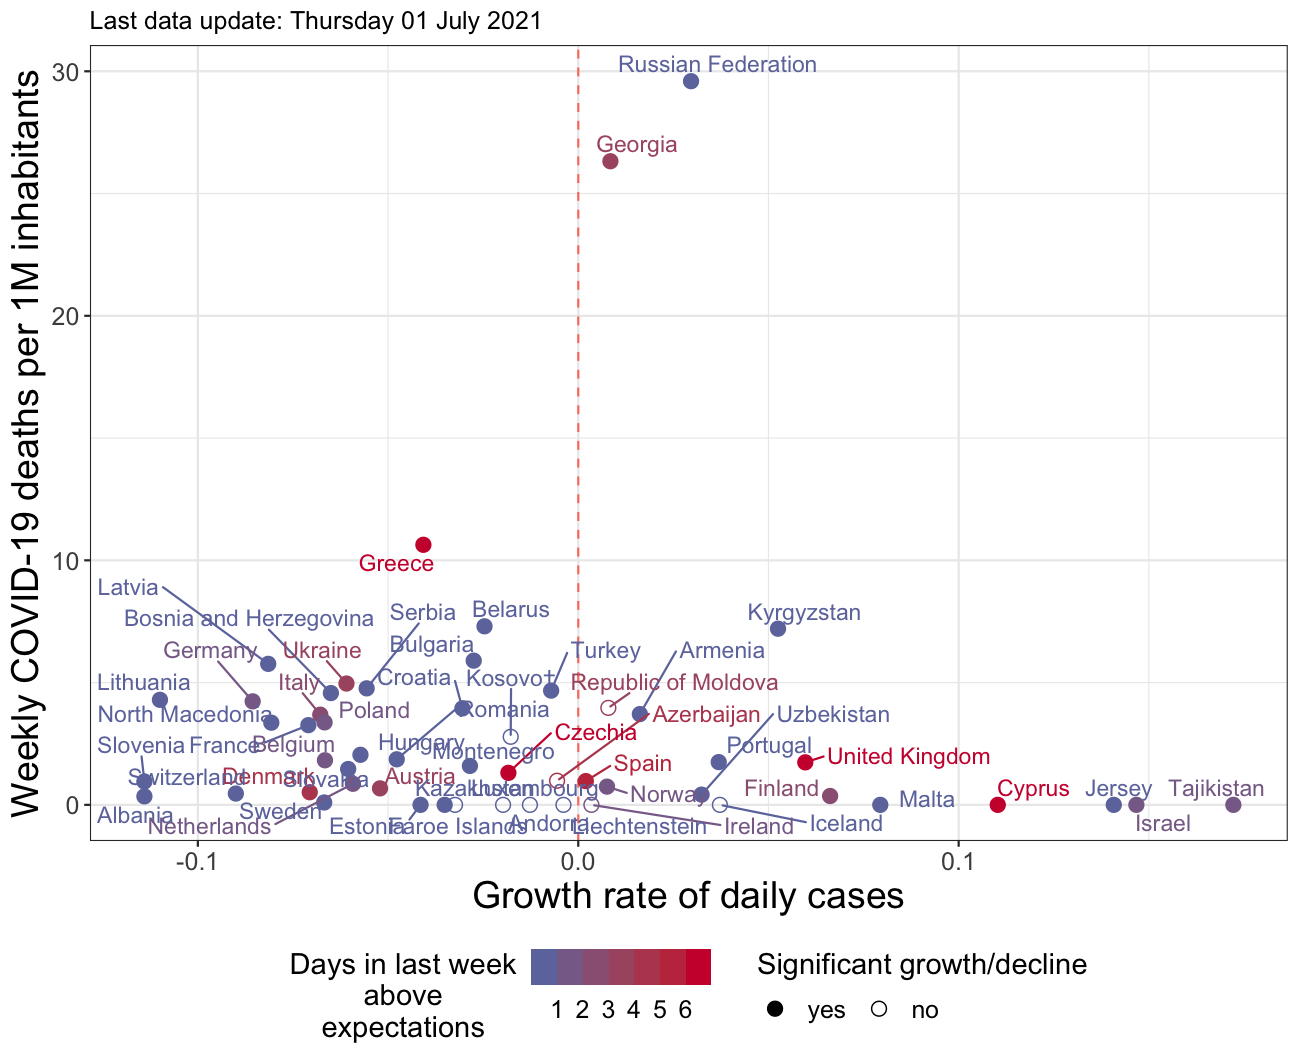 Last data update: Thursday 01 July 2021
Weekly COVID-19 deaths per 1M inhabitants
30
20
10
0
Russian Federation
Georgia
Greece
Latvia
Bosnia and Herzegovina
Serbia
Belarus
Kyrgyzstan
Germany
Ukraine
Bulgaria
Turkey
Armenia
Lithuania
Italy
Croatia
Kosovo†
Republic of Moldova
North Macedonia
Poland
Romania
Azerbaijan
Uzbekistan
Slovenia
France
Belgium
Hungary
Montenegro
Czechia
Portugal
United Kingdom
Switzerland
Denmark
Slovakia
Austria
Spain
Kazakhstan
Luxembourg
Norway
Finland
Cyprus
Jersey
Tajikistan
Malta
Albania
Sweden
Netherlands
Estonia
Faroe Islands
Andorra
Liechtenstein
Ireland
Iceland
Israel
-0.1
0.0
0.1
Growth rate of daily cases
Days in last week
above
expectations
1 2 3 4 5 6
Significant growth/decline
yes
no